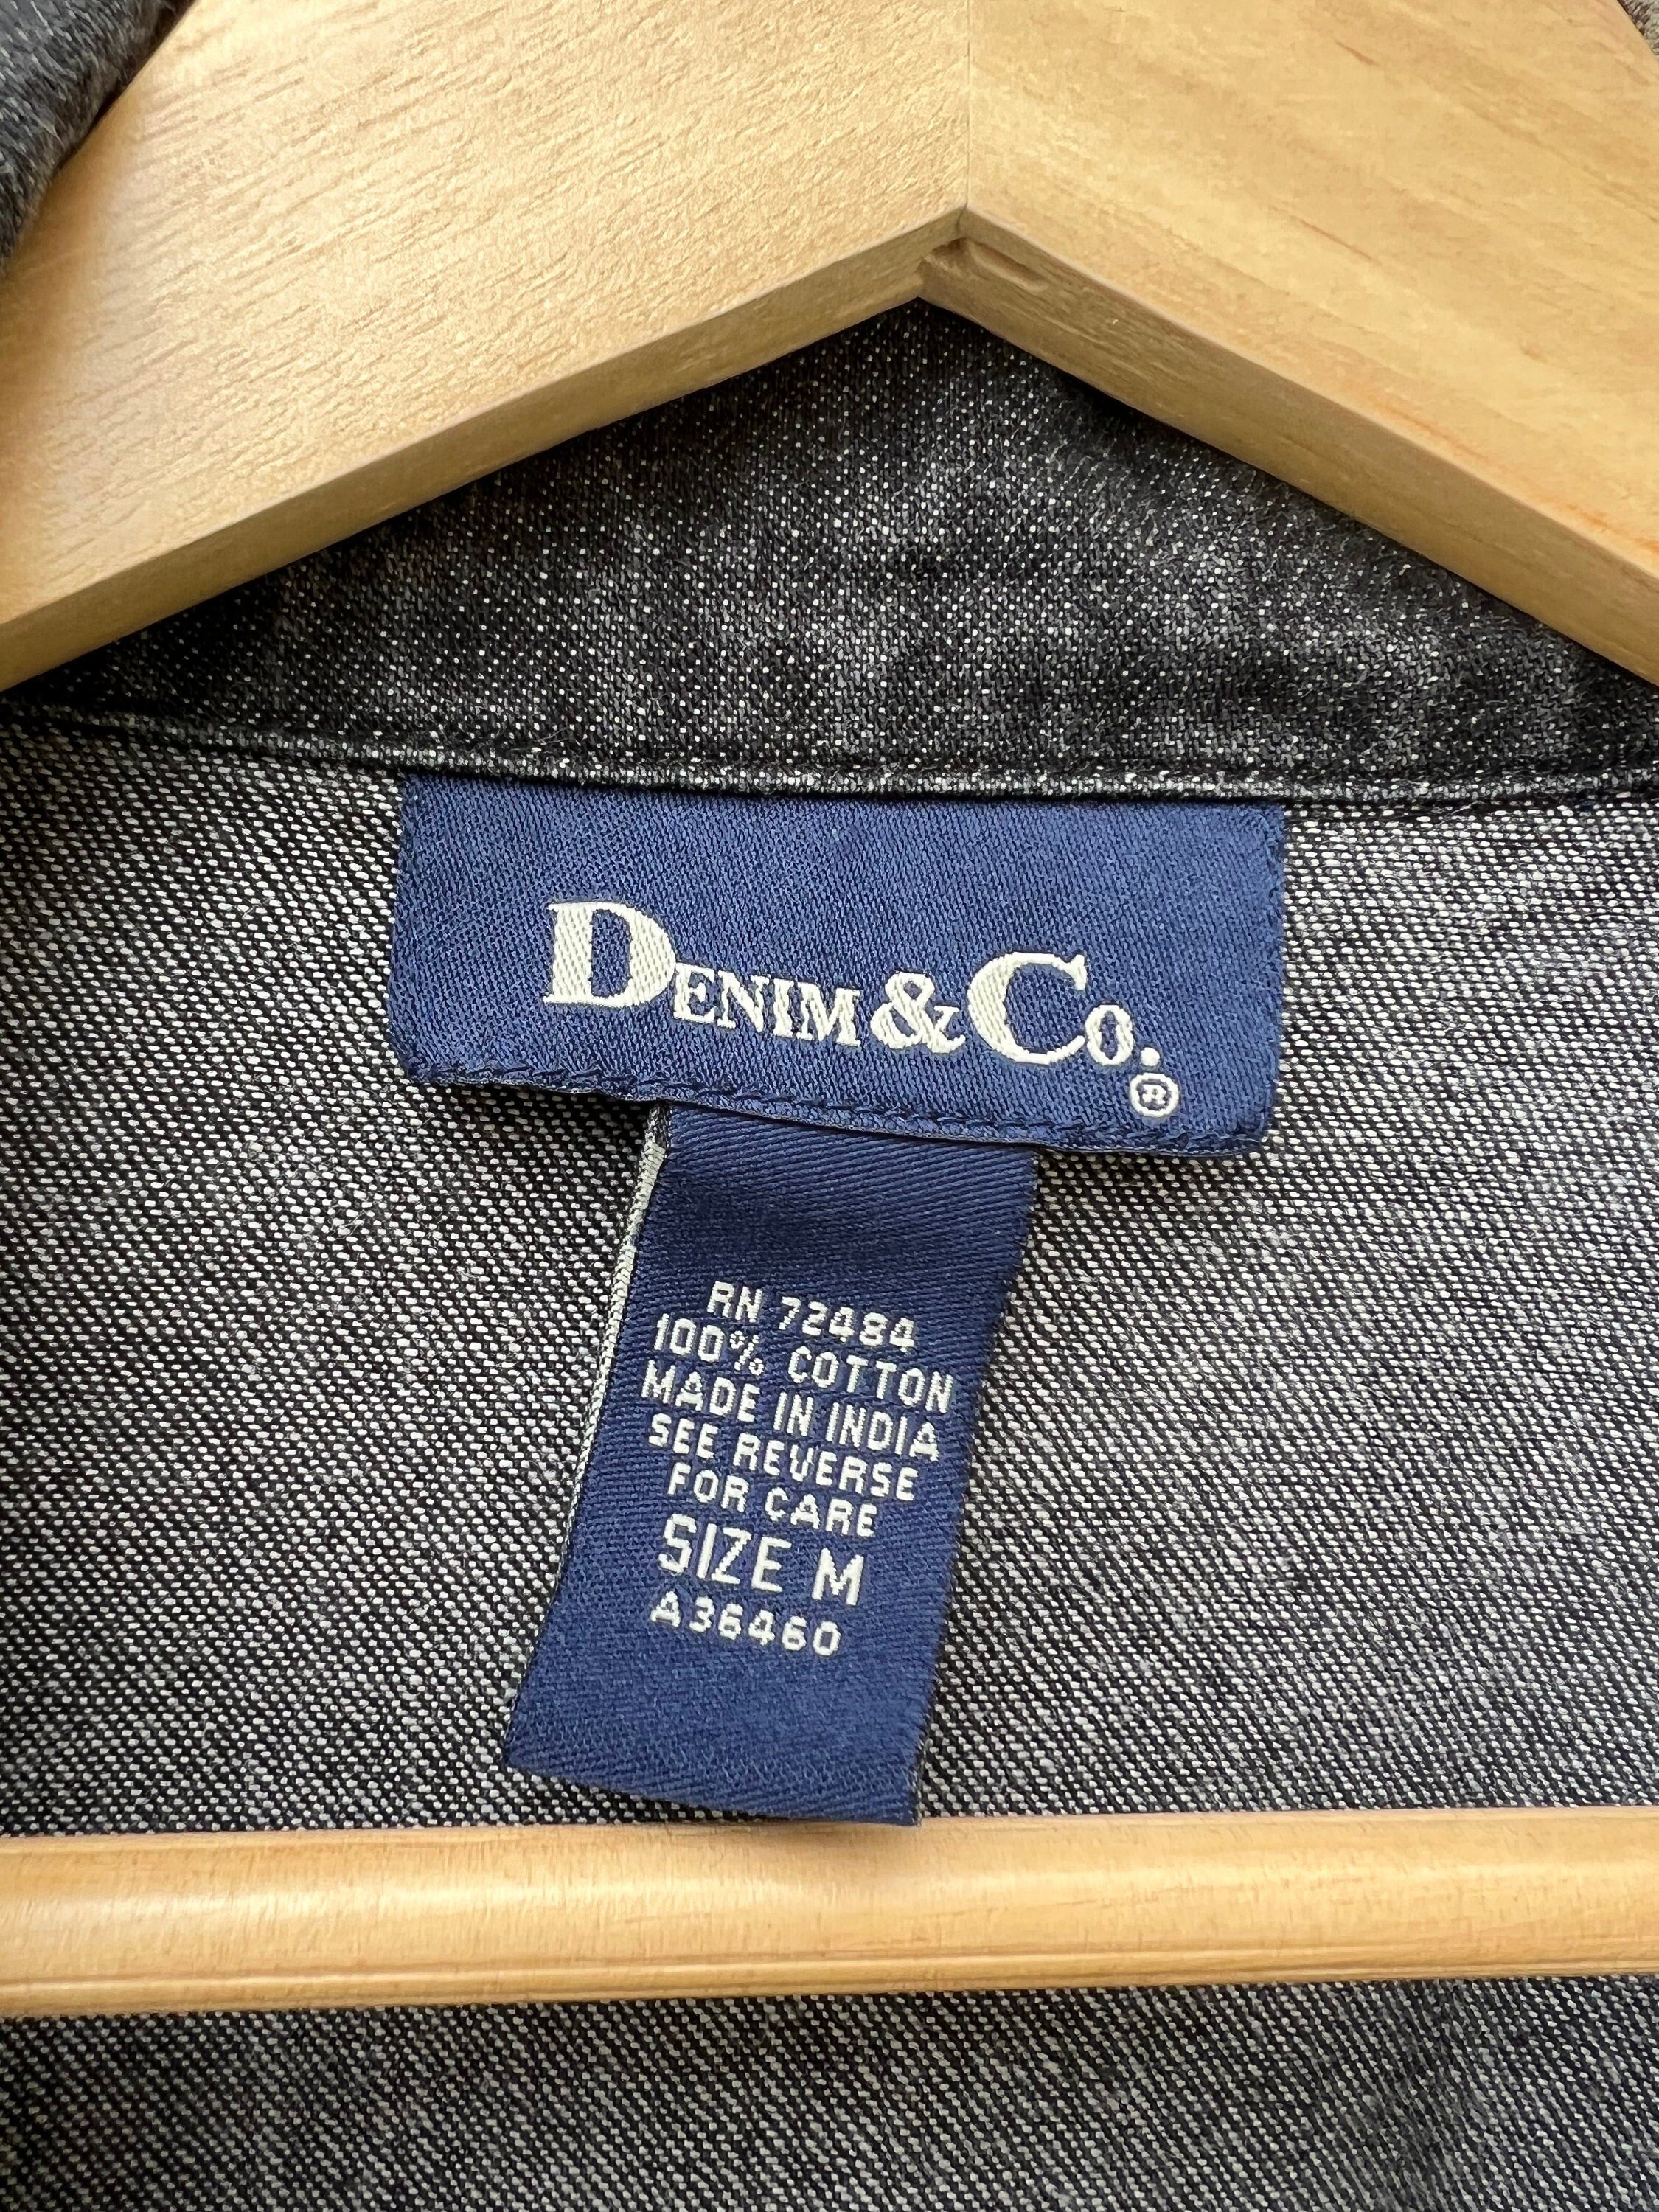 DENIM & CO.®
RN 72484
100% COTTON
MADE IN INDIA
SEE REVERSE
FOR CARE
SIZE M
A36460